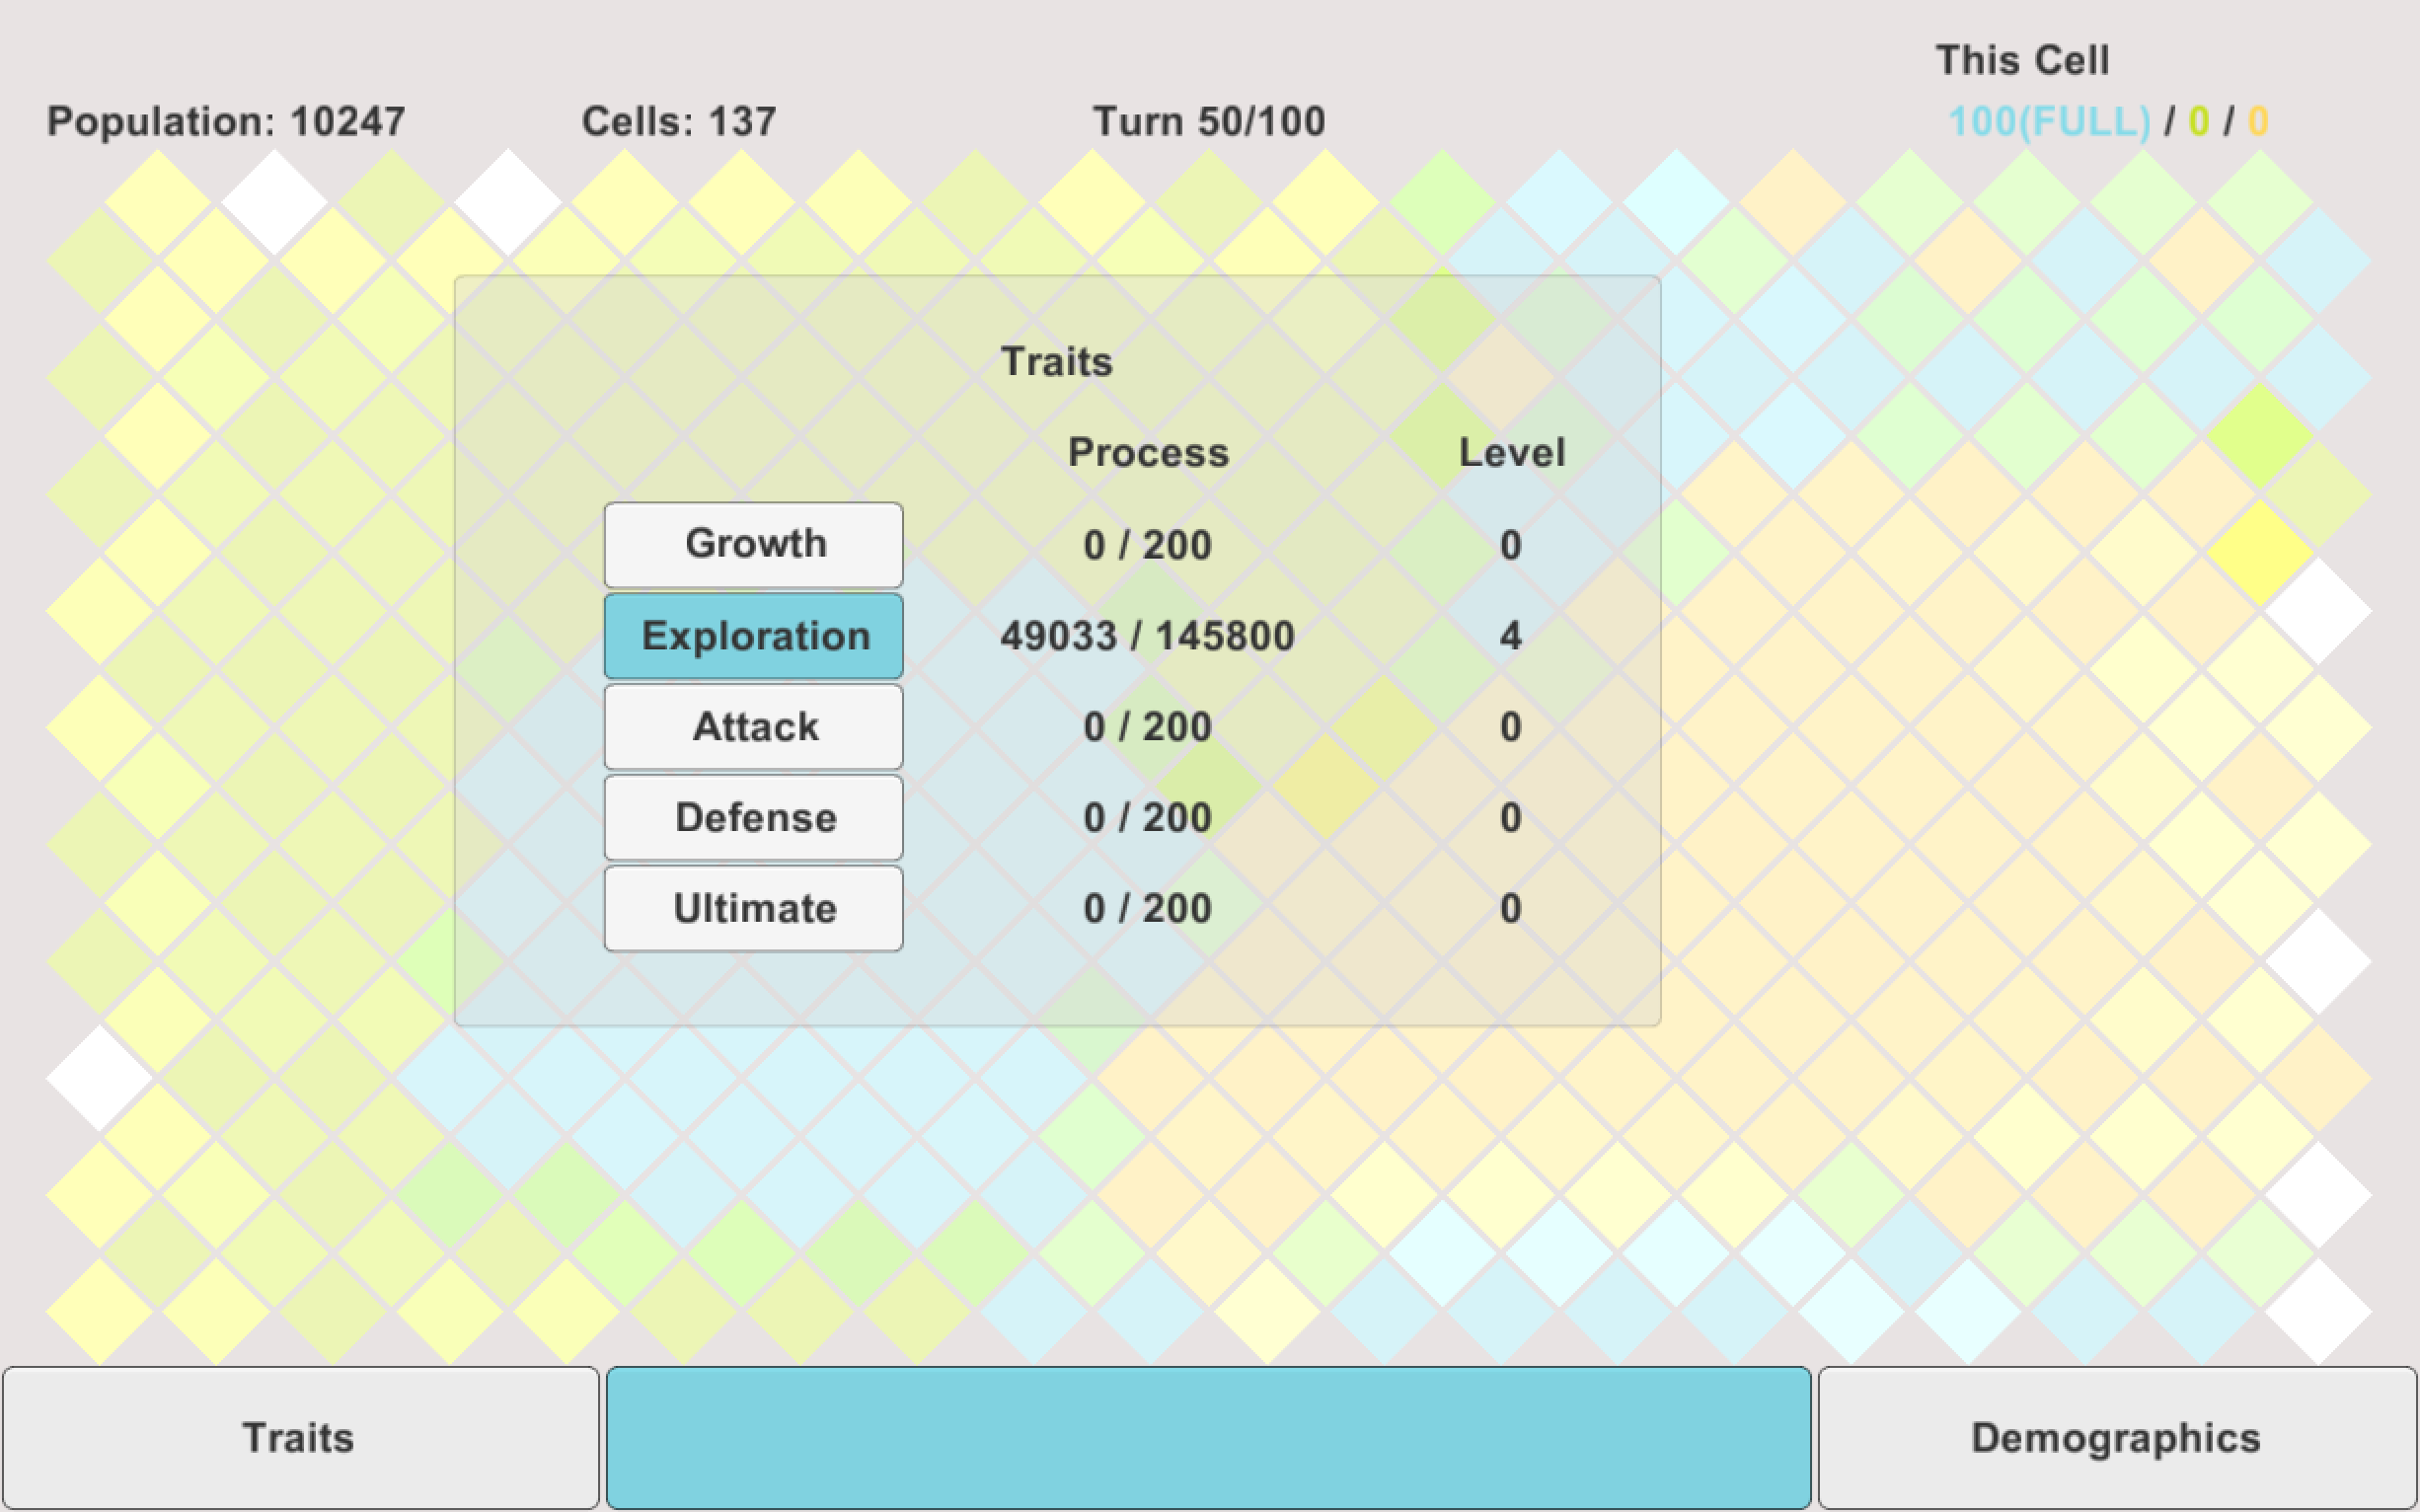 This Cell
Population: 10247 Cells: 137 Turn 50/100 100(FULL) / 0 / 0
Traits
Process Level
Growth 0 / 200 0
Exploration 49033 / 145800 4
Attack 0 / 200 0
Defense 0 / 200 0
Ultimate 0 / 200 0
Traits Demographics